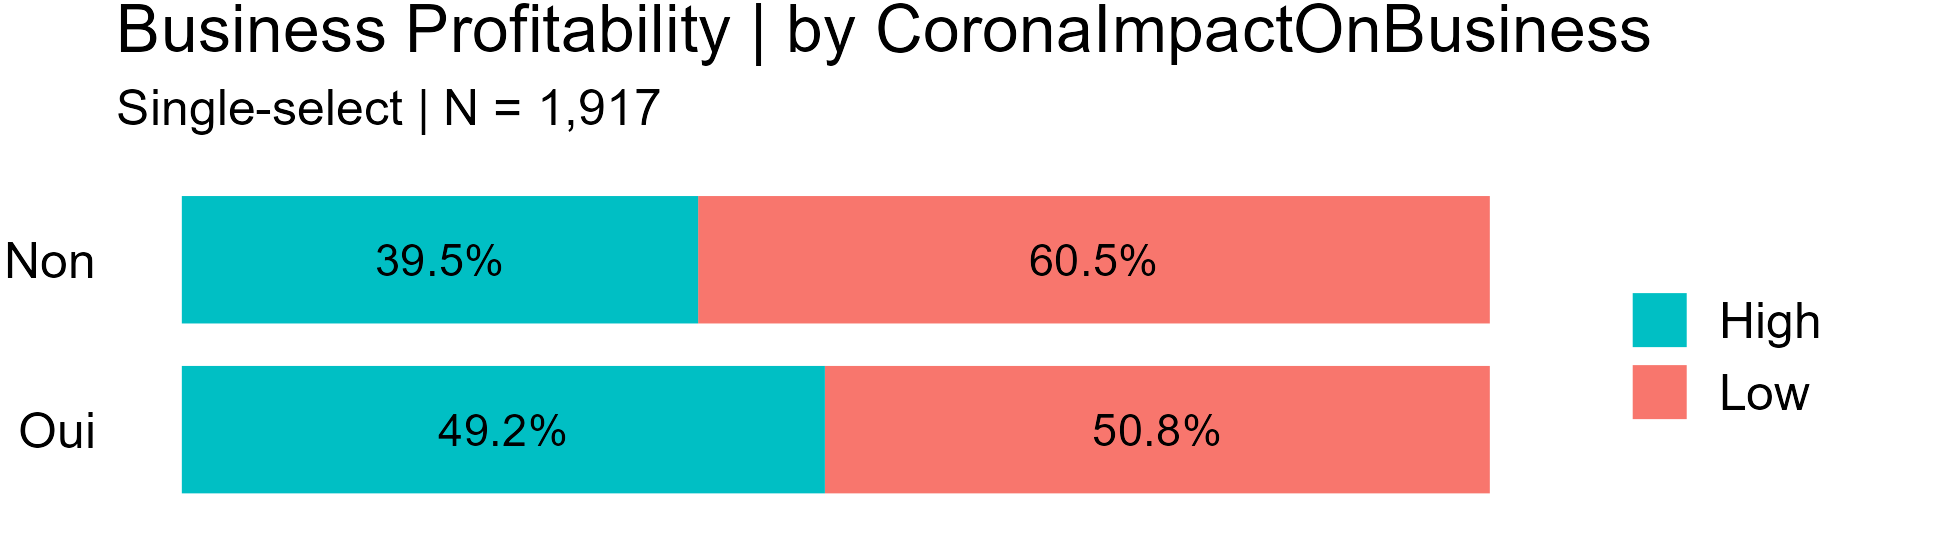 Business Profitability | by CoronaImpactOnBusiness
Single-select | N = 1,917
Non 39.5% 60.5%
Oui 49.2% 50.8%
High
Low